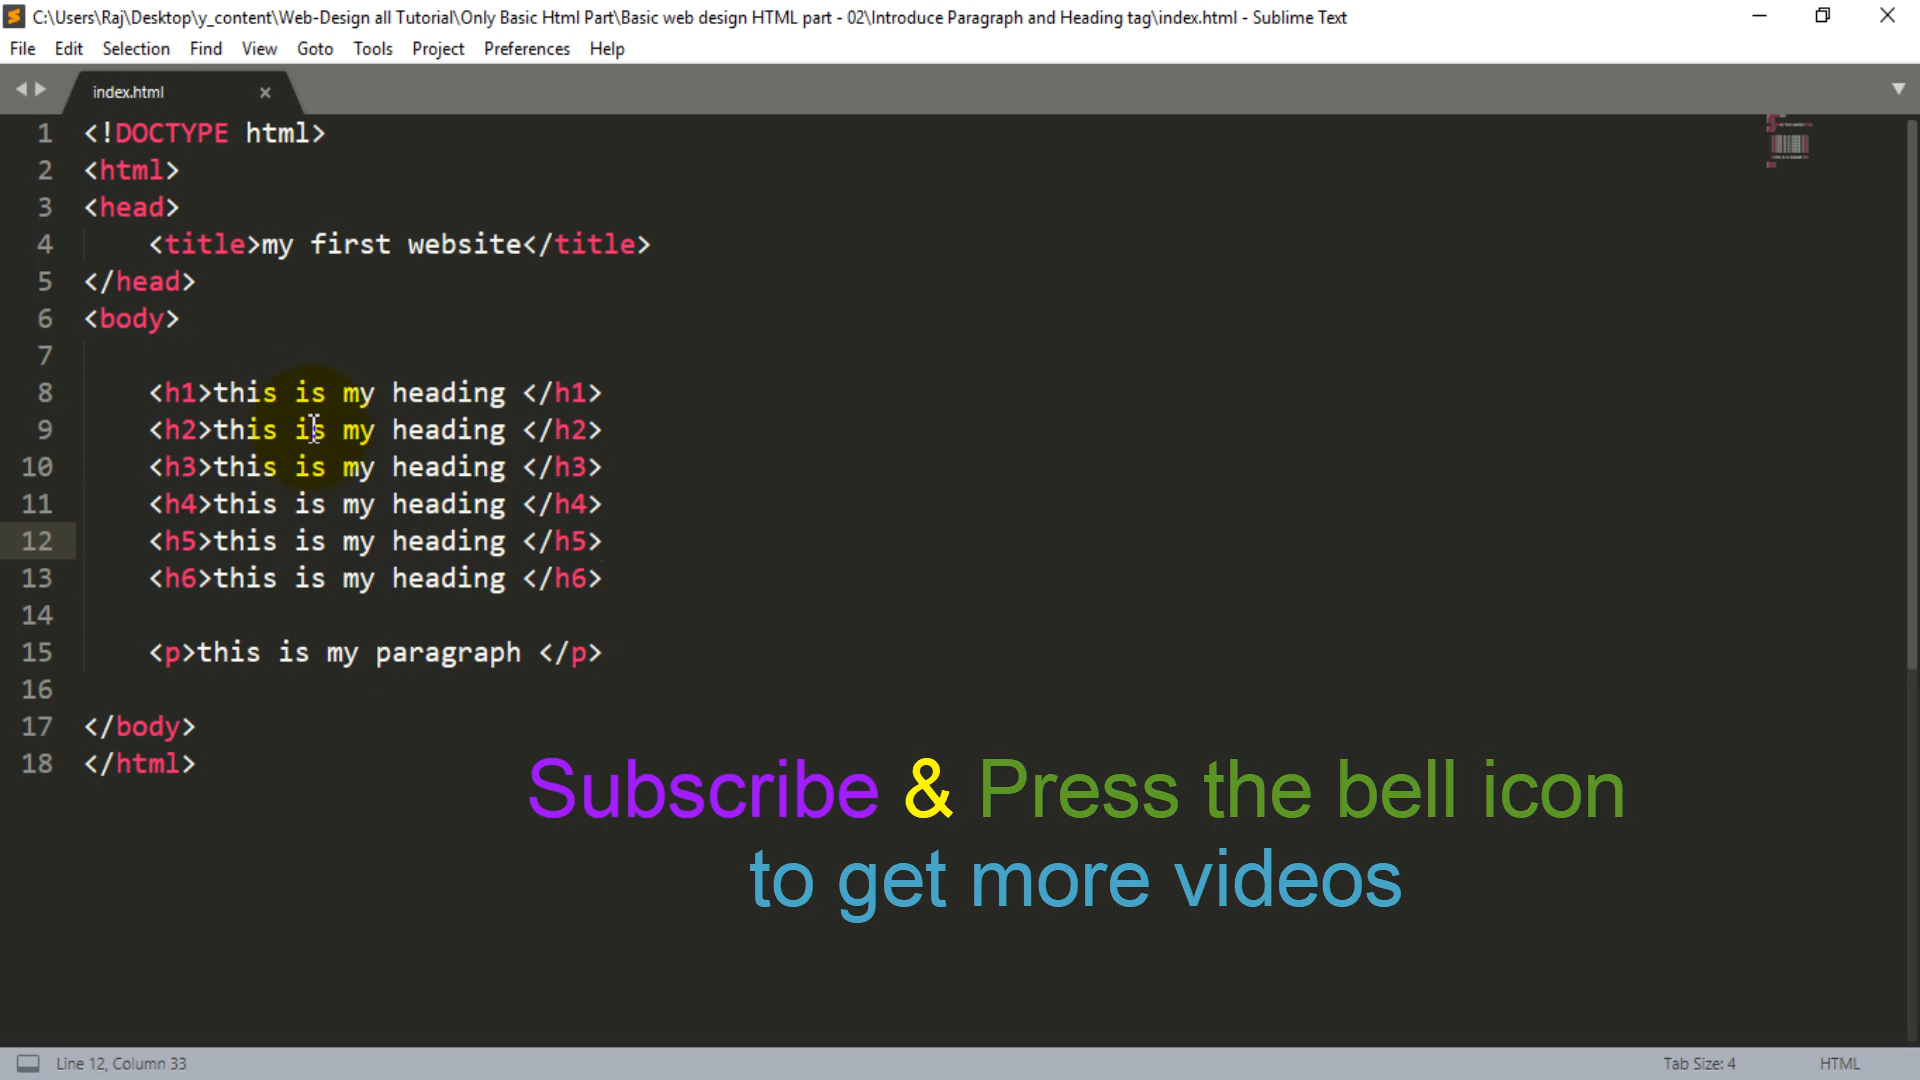 C:\Users\Raj\Desktop\y_content\Web-Design all Tutorial\Only Basic Html Part\Basic web design HTML part - 02\Introduce Paragraph and Heading tag\index.html - Sublime Text
File Edit Selection Find View Goto Tools Project Preferences Help
index.html
1 <!DOCTYPE html>
2 <html>
3 <head>
4 <title>my first website</title>
5 </head>
6 <body>
7
8 <h1>this is my heading </h1>
9 <h2>this is my heading </h2>
10 <h3>this is my heading </h3>
11 <h4>this is my heading </h4>
12 <h5>this is my heading </h5>
13 <h6>this is my heading </h6>
14
15 <p>this is my paragraph </p>
16
17 </body>
18 </html>
Subscribe & Press the bell icon
to get more videos
Line 12, Column 33 Tab Size: 4 HTML